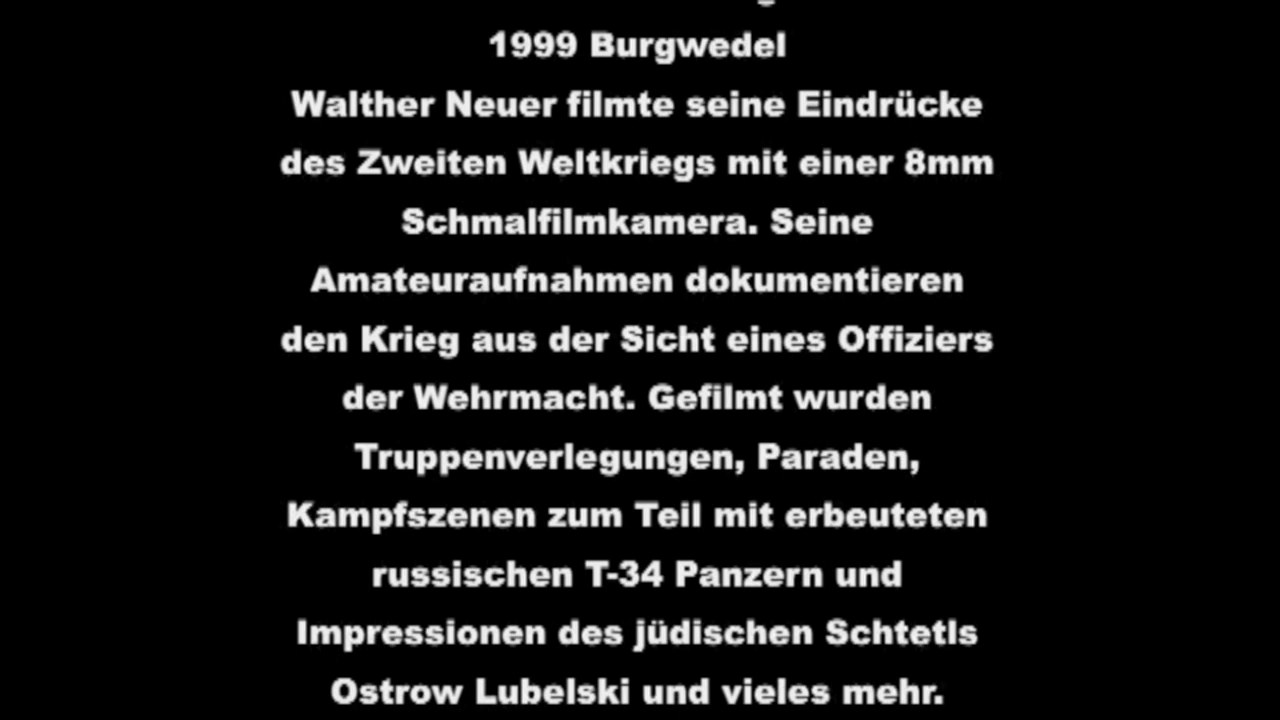 1999 Burgwedel
Walther Neuer filmte seine Eindrücke
des Zweiten Weltkriegs mit einer 8mm
Schmalfilmkamera. Seine
Amateuraufnahmen dokumentieren
den Krieg aus der Sicht eines Offiziers
der Wehrmacht. Gefilmt wurden
Truppenverlegungen, Paraden,
Kampfszenen zum Teil mit erbeuteten
russischen T-34 Panzern und
Impressionen des jüdischen Schtetls
Ostrow Lubelski und vieles mehr.